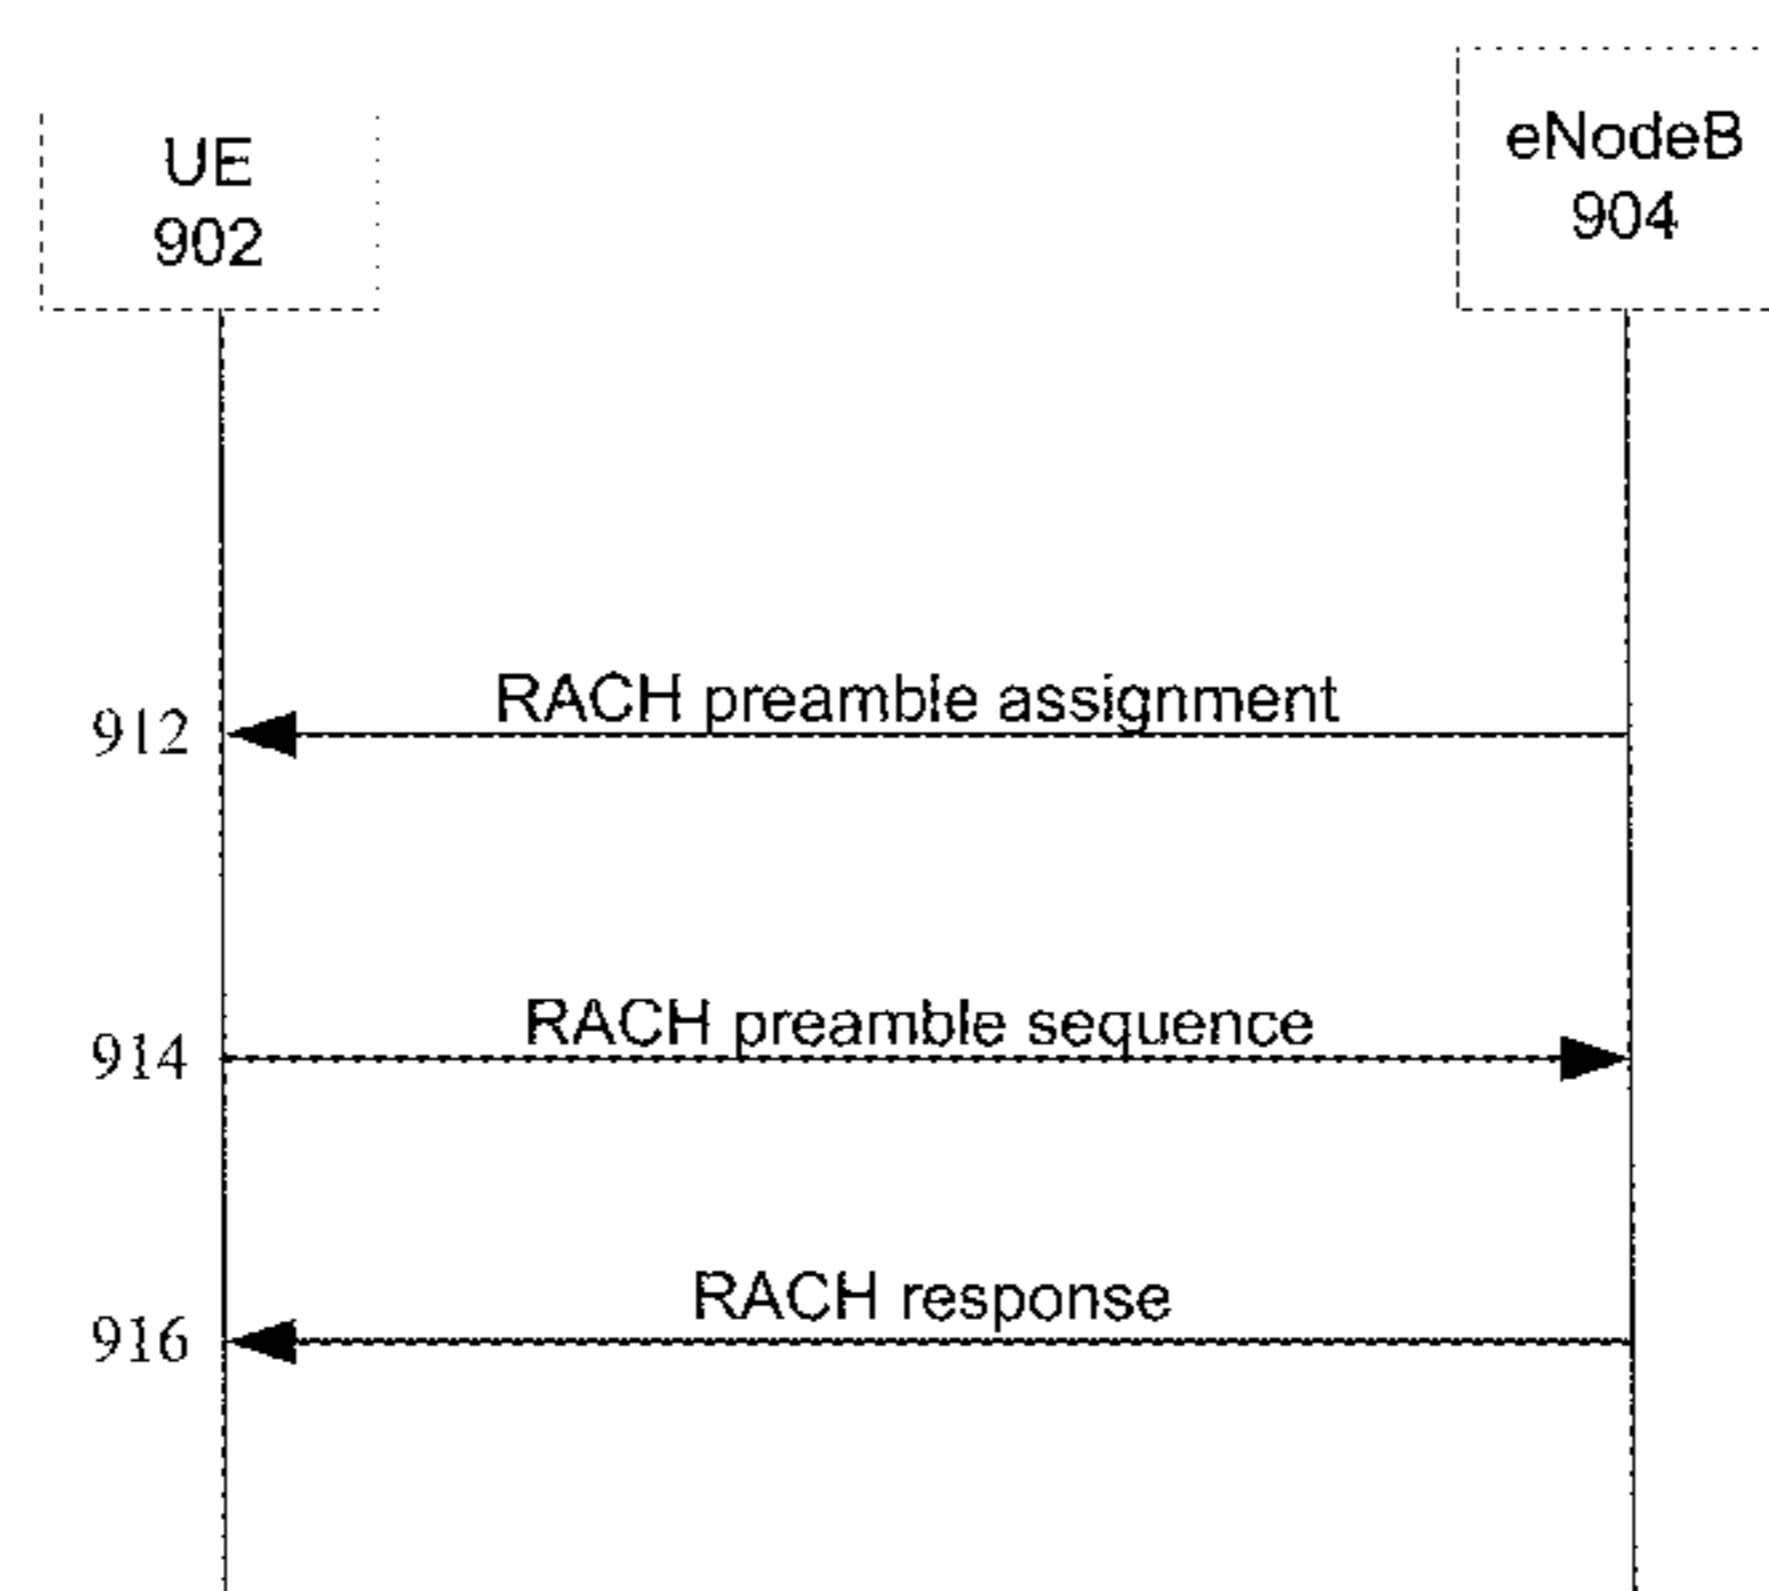 UE
902
eNodeB
904
RACH preamble assignment
912
RACH preamble sequence
914
RACH response
916